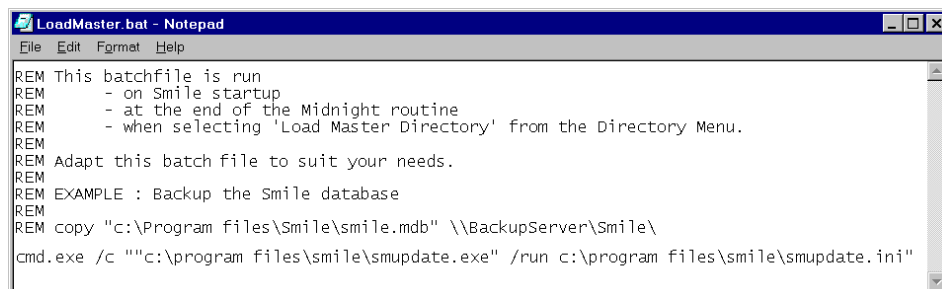 LoadMaster.bat - Notepad
File Edit Format Help
REM This batchfile is run
REM - on Smile startup
REM - at the end of the Midnight routine
REM - when selecting 'Load Master Directory' from the Directory Menu.
REM
REM Adapt this batch file to suit your needs.
REM
REM EXAMPLE : Backup the Smile database
REM
REM copy "c:\Program files\Smile\smile.mdb" \\BackupServer\Smile\
cmd.exe /c ""c:\program files\smile\smupdate.exe" /run c:\program files\smile\smupdate.ini"